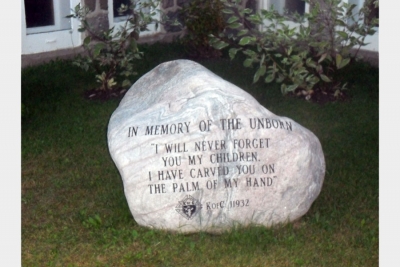 IN MEMORY OF THE UNBORN
"I WILL NEVER FORGET
YOU MY CHILDREN.
I HAVE CARVED YOU ON
THE PALM OF MY HAND"
KOFC 11932